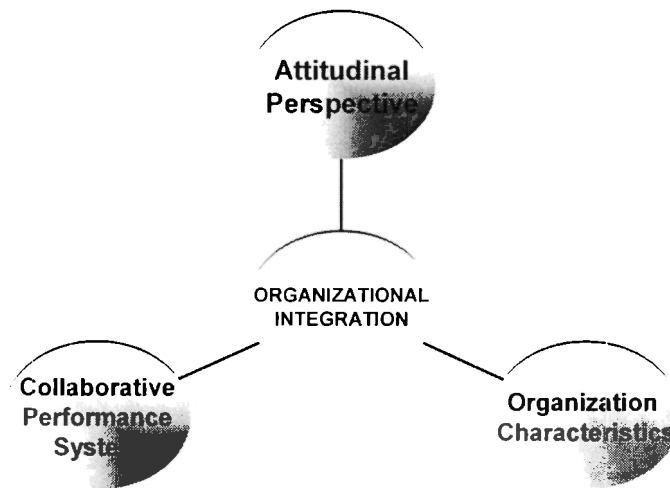 Attitudinal
Perspective
ORGANIZATIONAL
INTEGRATION
Collaborative
Performance
Organization
Characteristics